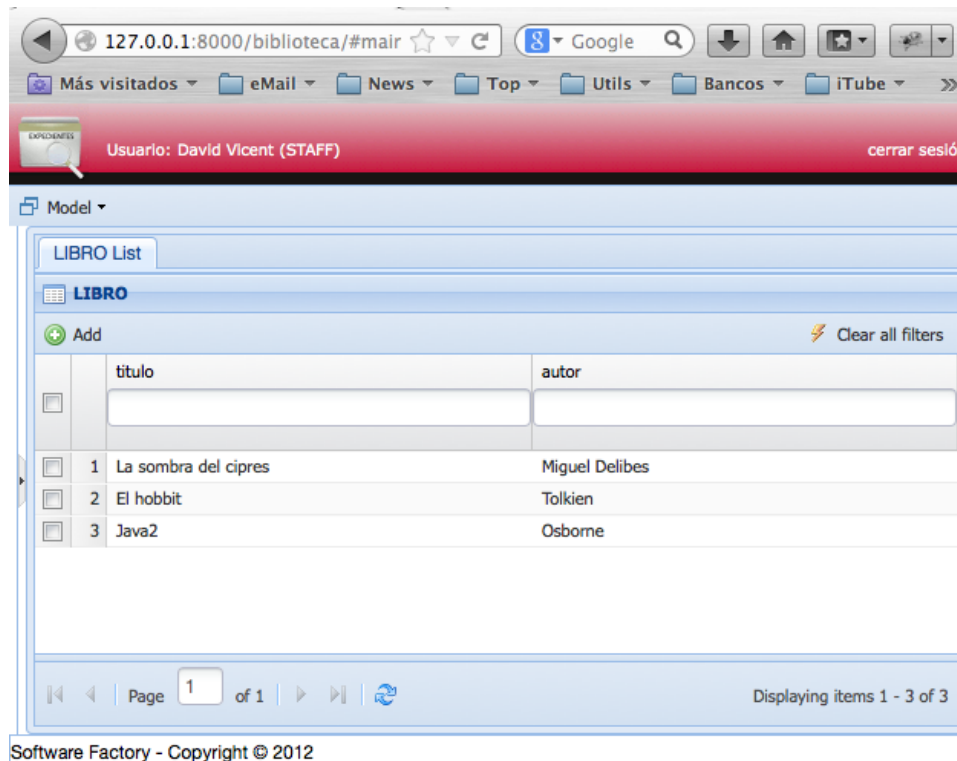 127.0.0.1:8000/biblioteca/#mair
Google
Más visitados eMail News Top Utils Bancos iTube
EXPEDIENTES
Usuario: David Vicent (STAFF) cerrar sesió
Model
LIBRO List
LIBRO
Add Clear all filters
titulo autor
1 La sombra del cipres Miguel Delibes
2 El hobbit Tolkien
3 Java2 Osborne
Page 1 of 1 Displaying items 1 - 3 of 3
Software Factory - Copyright © 2012